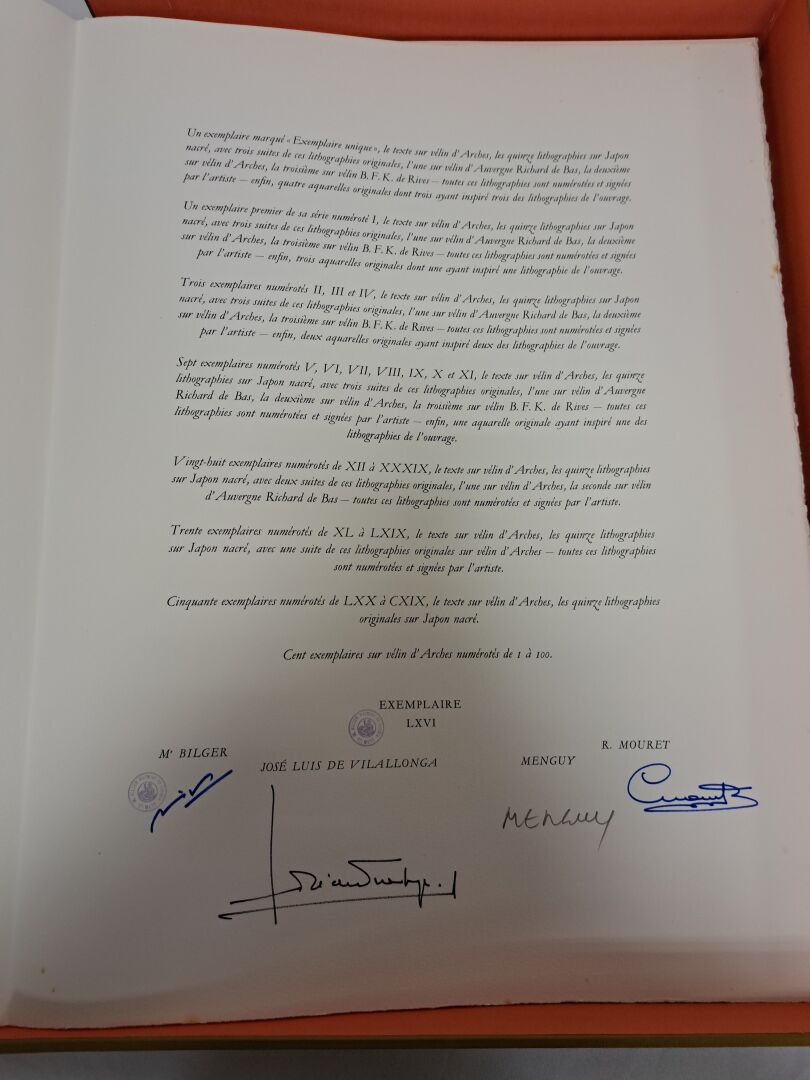 Un exemplaire marqué « Exemplaire unique », le texte sur vélin d'Arches, les quinze lithographies sur Japon
nacré, avec trois suites de ces lithographies originales, l'une sur vélin d'Auvergne Richard de Bas, la deuxième
sur vélin d'Arches, la troisième sur vélin B. F. K. de Rives — toutes ces lithographies sont numérotées et signées
par l'artiste — enfin, quatre aquarelles originales dont trois ayant inspiré trois des lithographies de l'ouvrage.
Un exemplaire premier de sa série numéroté I, le texte sur vélin d'Arches, les quinze lithographies sur Japon
nacré, avec trois suites de ces lithographies originales, l'une sur vélin d'Auvergne Richard de Bas, la deuxième
sur vélin d'Arches, la troisième sur vélin B. F. K. de Rives — toutes ces lithographies sont numérotées et signées
par l'artiste — enfin, trois aquarelles originales dont une ayant inspiré une lithographie de l'ouvrage.
Trois exemplaires numérotés II, III et IV, le texte sur vélin d'Arches, les quinze lithographies sur Japon
nacré, avec trois suites de ces lithographies originales, l'une sur vélin d'Auvergne Richard de Bas, la deuxième
sur vélin d'Arches, la troisième sur vélin B. F. K. de Rives — toutes ces lithographies sont numérotées et signées
par l'artiste — enfin, deux aquarelles originales ayant inspiré deux des lithographies de l'ouvrage.
Sept exemplaires numérotés V, VI, VII, VIII, IX, X et XI, le texte sur vélin d'Arches, les quinze
lithographies sur Japon nacré, avec trois suites de ces lithographies originales, l'une sur vélin d'Auvergne
Richard de Bas, la deuxième sur vélin d'Arches, la troisième sur vélin B. F. K. de Rives — toutes ces
lithographies sont numérotées et signées par l'artiste — enfin, une aquarelle originale ayant inspiré une des
lithographies de l'ouvrage.
Vingt-huit exemplaires numérotés de XII à XXXIX, le texte sur vélin d'Arches, les quinze lithographies
sur Japon nacré, avec deux suites de ces lithographies originales, l'une sur vélin d'Arches, la seconde sur vélin
d'Auvergne Richard de Bas — toutes ces lithographies sont numérotées et signées par l'artiste.
Trente exemplaires numérotés de XL à LXIX, le texte sur vélin d'Arches, les quinze lithographies
sur Japon nacré, avec une suite de ces lithographies originales sur vélin d'Arches — toutes ces lithographies
sont numérotées et signées par l'artiste.
Cinquante exemplaires numérotés de LXX à CXIX, le texte sur vélin d'Arches, les quinze lithographies
originales sur Japon nacré.
Cent exemplaires sur vélin d'Arches numérotés de 1 à 100.
EXEMPLAIRE
LXVI
Mᵉ BILGER
JOSÉ LUIS DE VILALLONGA
MENGUY
R. MOURET
MENGUY